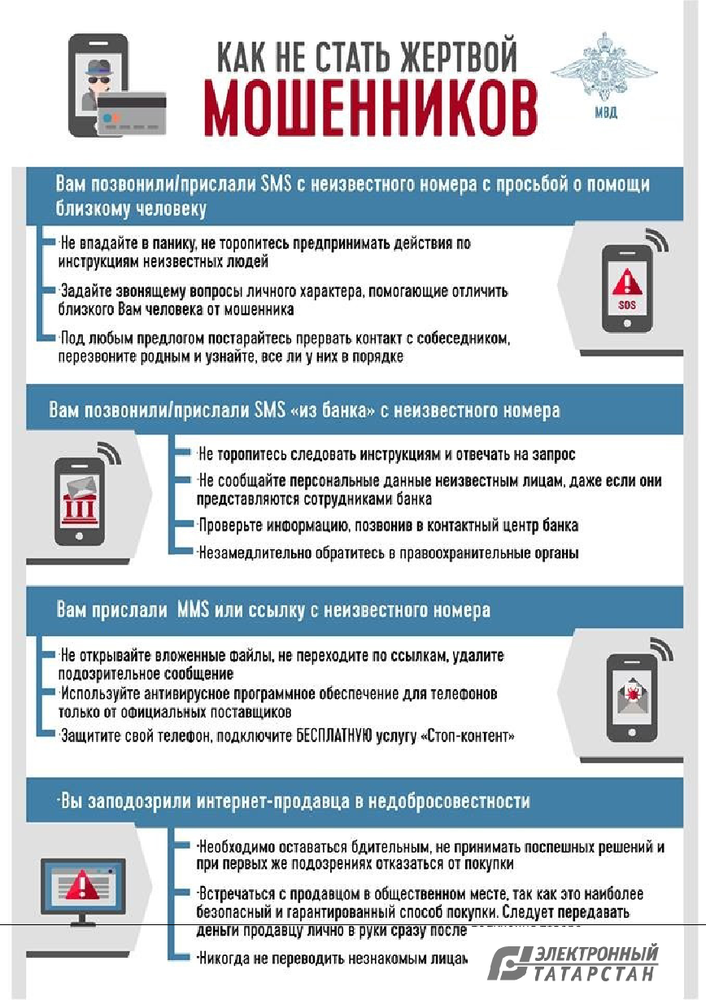 КАК НЕ СТАТЬ ЖЕРТВОЙ
МОШЕННИКОВ
МВД
Вам позвонили/прислали SMS с неизвестного номера с просьбой о помощи
близкому человеку
·Не впадайте в панику, не торопитесь предпринимать действия по
инструкциям неизвестных людей
·Задайте звонящему вопросы личного характера, помогающие отличить
близкого Вам человека от мошенника
·Под любым предлогом постарайтесь прервать контакт с собеседником,
перезвоните родным и узнайте, все ли у них в порядке
SOS
Вам позвонили/прислали SMS «из банка» с неизвестного номера
·Не торопитесь следовать инструкциям и отвечать на запрос
·Не сообщайте персональные данные неизвестным лицам, даже если они
представляются сотрудниками банка
·Проверьте информацию, позвонив в контактный центр банка
·Незамедлительно обратитесь в правоохранительные органы
Вам прислали MMS или ссылку с неизвестного номера
·Не открывайте вложенные файлы, не переходите по ссылкам, удалите
подозрительное сообщение
·Используйте антивирусное программное обеспечение для телефонов
только от официальных поставщиков
·Защитите свой телефон, подключите БЕСПЛАТНУЮ услугу «Стоп-контент»
·Вы заподозрили интернет-продавца в недобросовестности
·Необходимо оставаться бдительным, не принимать поспешных решений и
при первых же подозрениях отказаться от покупки
·Встречаться с продавцом в общественном месте, так как это наиболее
безопасный и гарантированный способ покупки. Следует передавать
деньги продавцу лично в руки сразу после
·Никогда не переводить незнакомым лицам
ЭЛЕКТРОННЫЙ
ТАТАРСТАН